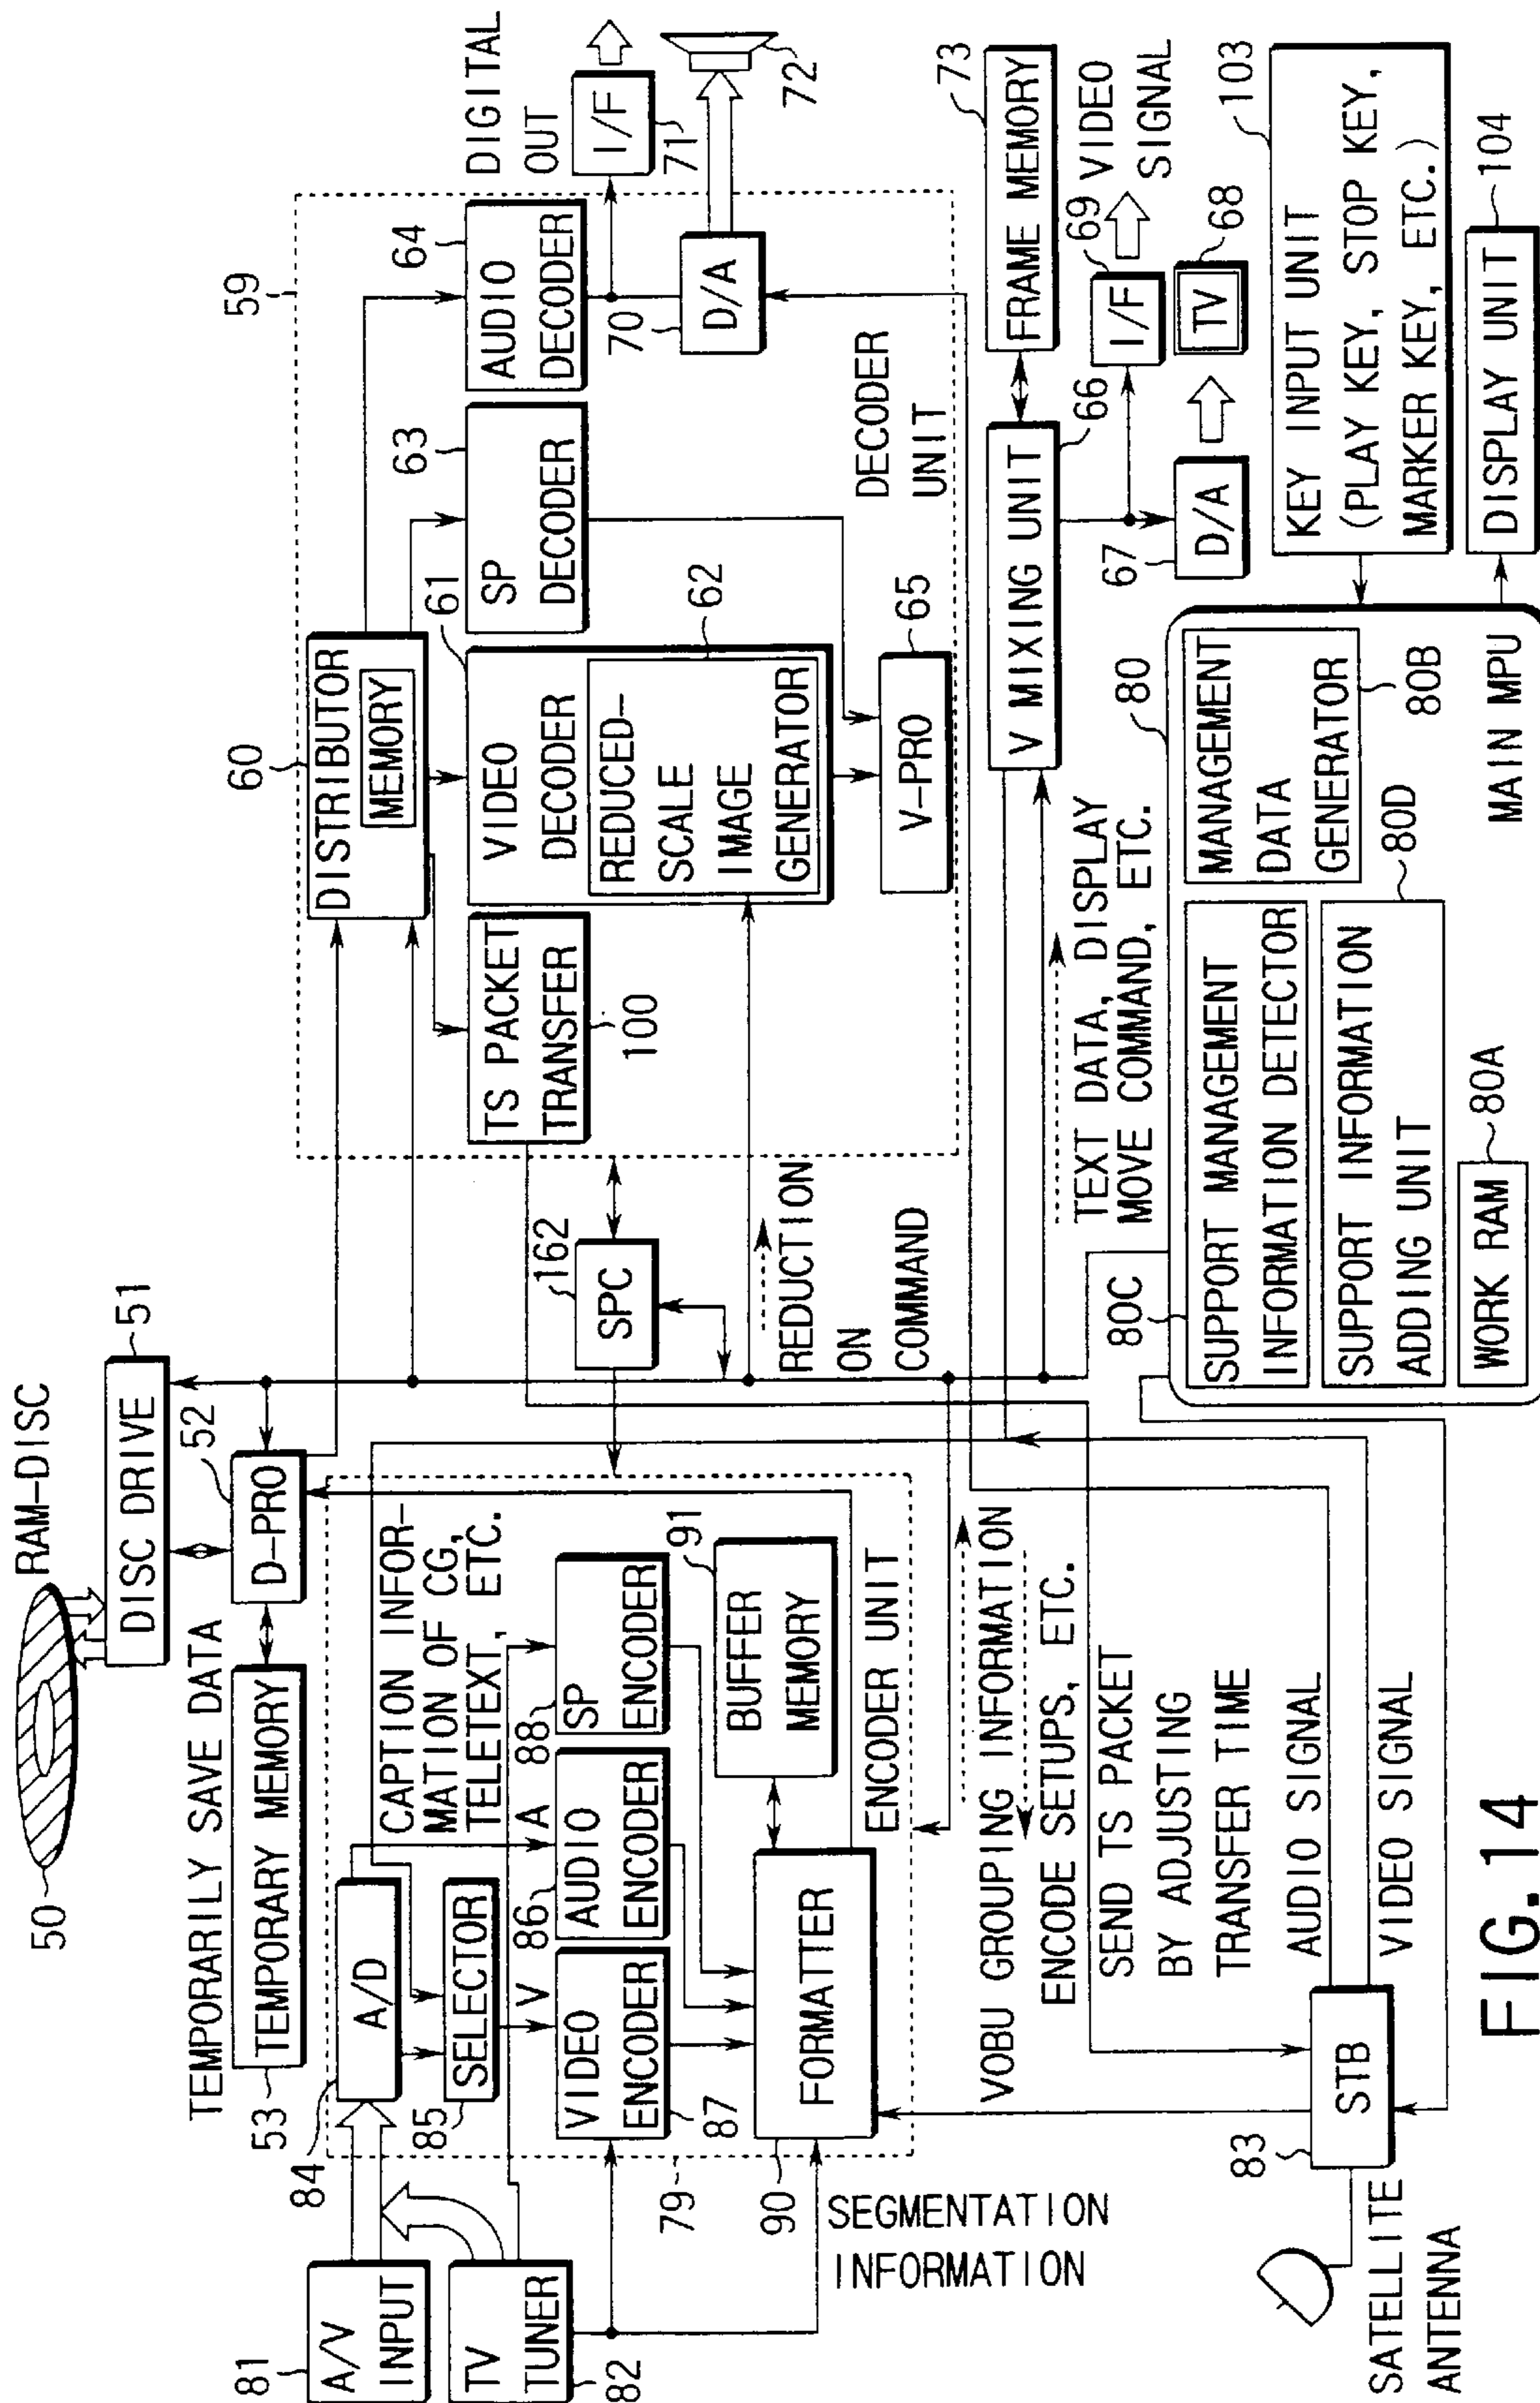 RAM-DISC
50
DISC DRIVE
51
TEMPORARILY SAVE DATA
53
TEMPORARY MEMORY
52
D-PRO
81
A/V
INPUT
TV
TUNER
82
84
A/D
85
SELECTOR
CAPTION INFOR-
MATION OF CG,
TELETEXT, ETC.
V
A
86
88
VIDEO
ENCODER
87
AUDIO
ENCODER
SP
ENCODER
91
BUFFER
MEMORY
79
90
FORMATTER
ENCODER UNIT
SEGMENTATION
INFORMATION
VOBU GROUPING INFORMATION
ENCODE SETUPS, ETC.
SEND TS PACKET
BY ADJUSTING
TRANSFER TIME
AUDIO SIGNAL
VIDEO SIGNAL
83
STB
SATELLITE
ANTENNA
162
SPC
REDUCTION
ON
COMMAND
59
60
DISTRIBUTOR
MEMORY
TS PACKET
TRANSFER
100
61
VIDEO
DECODER
REDUCED-
SCALE
IMAGE
GENERATOR
62
63
SP
DECODER
64
AUDIO
DECODER
65
V-PRO
DECODER
UNIT
70
D/A
DIGITAL
OUT
I/F
71
72
V MIXING UNIT
66
FRAME MEMORY
73
67
D/A
69
I/F
VIDEO
SIGNAL
TV
68
TEXT DATA, DISPLAY
MOVE COMMAND, ETC.
80
80C
SUPPORT MANAGEMENT
INFORMATION DETECTOR
MANAGEMENT
DATA
GENERATOR
80B
SUPPORT INFORMATION
ADDING UNIT
80D
WORK RAM
80A
MAIN MPU
KEY INPUT UNIT
(PLAY KEY, STOP KEY,
MARKER KEY, ETC.)
103
DISPLAY UNIT
104
FIG.14